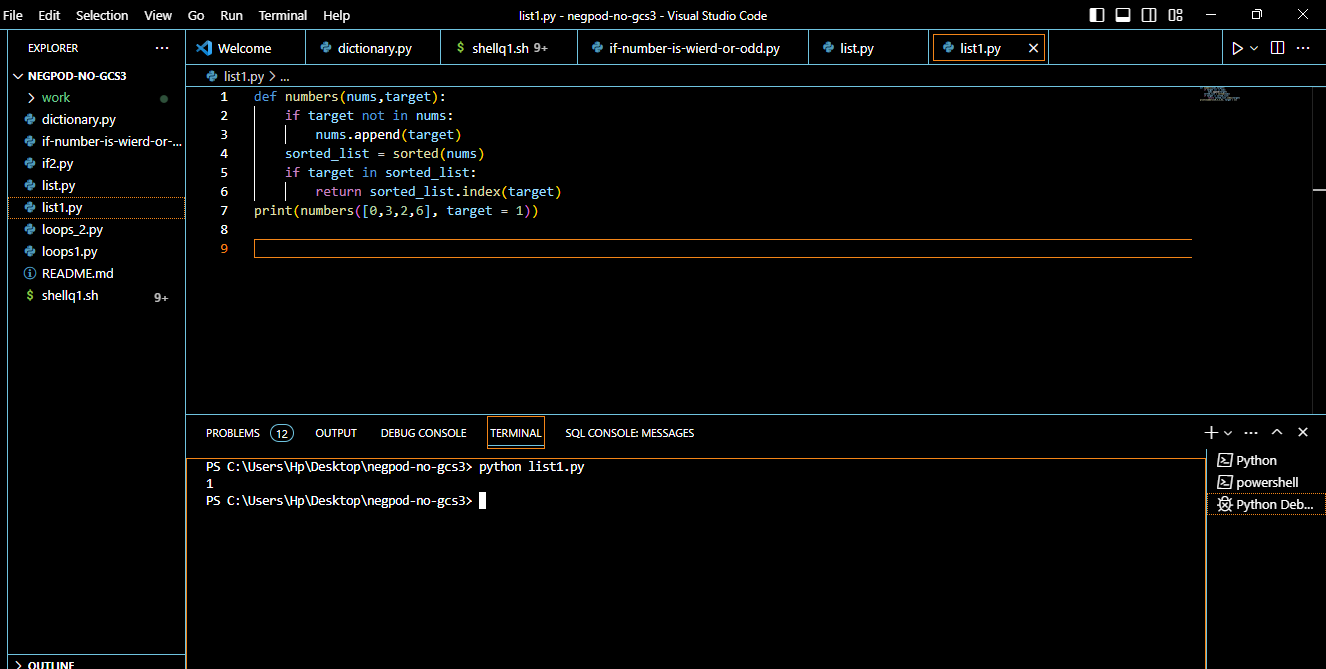 File Edit Selection View Go Run Terminal Help list1.py - negpod-no-gcs3 - Visual Studio Code
EXPLORER ···
Welcome dictionary.py $ shellq1.sh 9+ if-number-is-wierd-or-odd.py list.py list1.py
NEGPOD-NO-GCS3
list1.py > ...
work
dictionary.py
if-number-is-wierd-or-...
if2.py
list.py
list1.py
loops_2.py
loops1.py
README.md
$ shellq1.sh 9+
OUTLINE
1 def numbers(nums,target):
2     if target not in nums:
3         nums.append(target)
4     sorted_list = sorted(nums)
5     if target in sorted_list:
6         return sorted_list.index(target)
7 print(numbers([0,3,2,6], target = 1))
8
9
PROBLEMS 12 OUTPUT DEBUG CONSOLE TERMINAL SQL CONSOLE: MESSAGES
PS C:\Users\Hp\Desktop\negpod-no-gcs3> python list1.py
1
PS C:\Users\Hp\Desktop\negpod-no-gcs3>
Python
powershell
Python Deb...